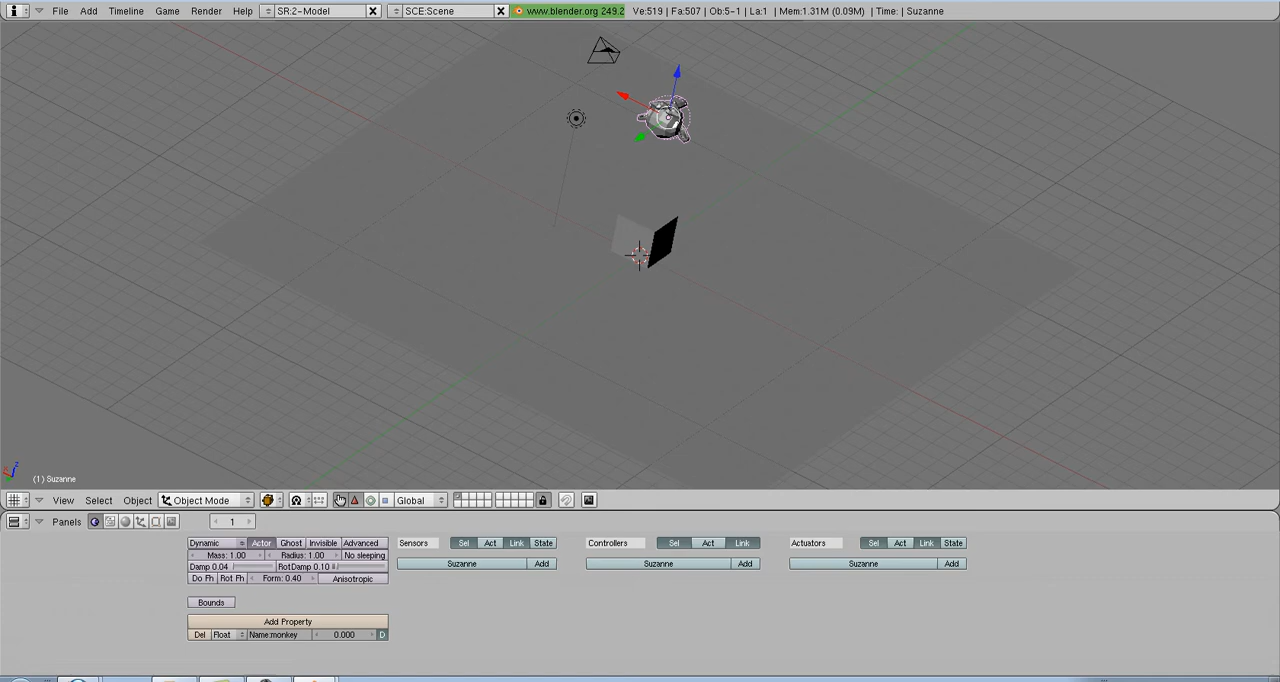 File Add Timeline Game Render Help SR:2-Model SCE:Scene www.blender.org 249.2 Ve:519 | Fa:507 | Ob:5-1 | La:1 | Mem:1.31M (0.09M) | Time: | Suzanne
(1) Suzanne
View Select Object Object Mode Global
Panels 1
Dynamic Actor Ghost Invisible Advanced Sensors Sel Act Link State Controllers Sel Act Link Actuators Sel Act Link State
Mass: 1.00 Radius: 1.00 No sleeping
Damp 0.04 RotDamp 0.10 Suzanne Add Suzanne Add Suzanne Add
Do Fh Rot Fh Form: 0.40 Anisotropic
Bounds
Add Property
Del Float Name:monkey 0.000 D